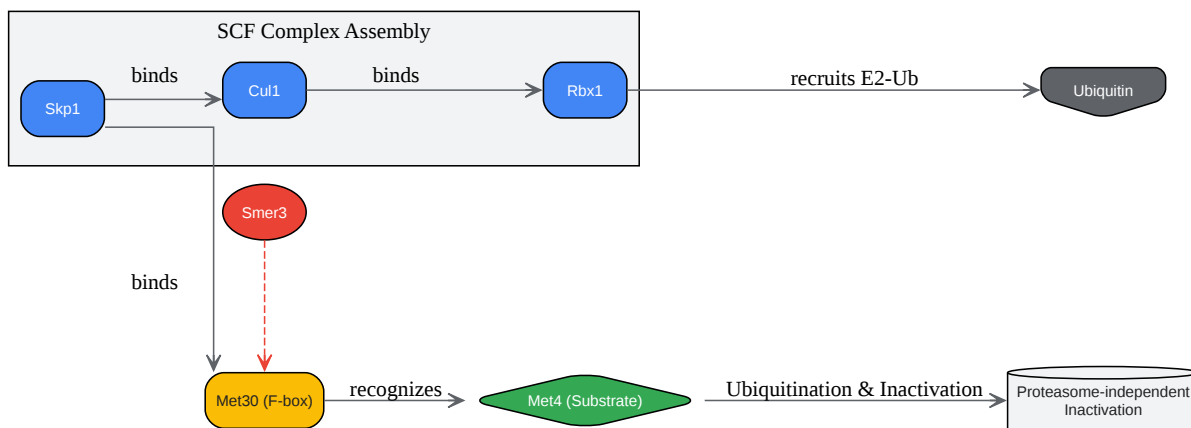 SCF Complex Assembly
binds
binds
recruits E2-Ub
Skp1
Cul1
Rbx1
Ubiquitin
Smer3
binds
Met30 (F-box)
recognizes
Met4 (Substrate)
Ubiquitination & Inactivation
Proteasome-independent
Inactivation